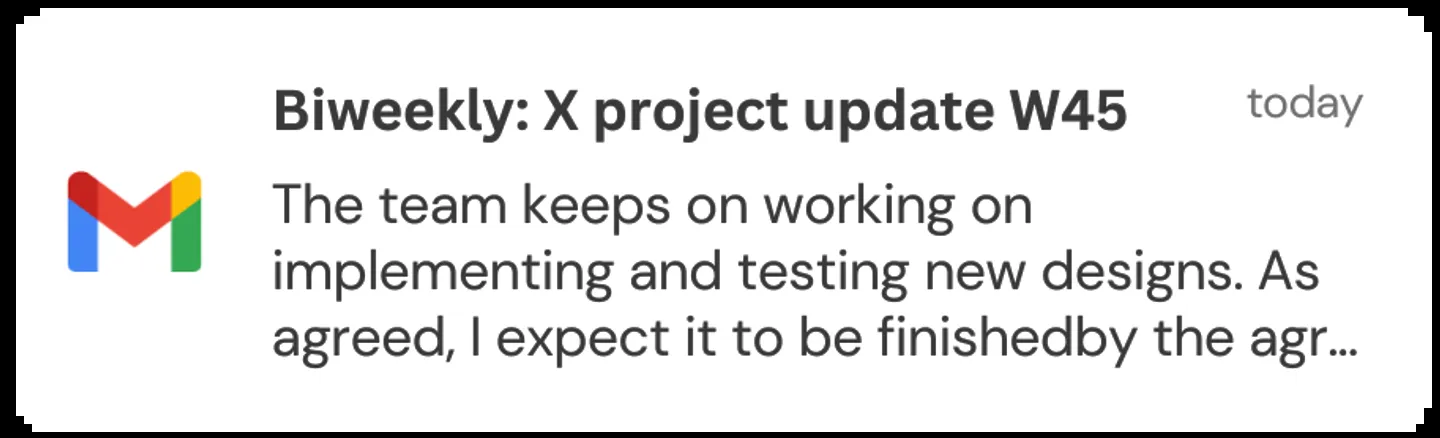 Biweekly: X project update W45
today
The team keeps on working on
implementing and testing new designs. As
agreed, I expect it to be finishedby the agr...